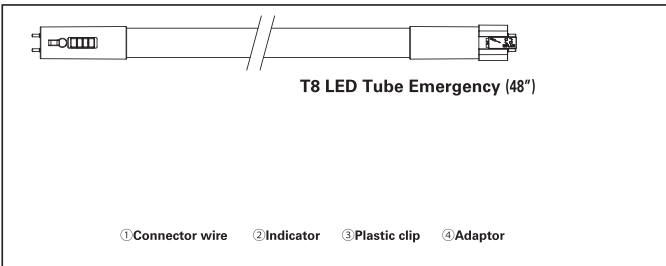 T8 LED Tube Emergency (48")
①Connector wire ②Indicator ③Plastic clip ④Adaptor